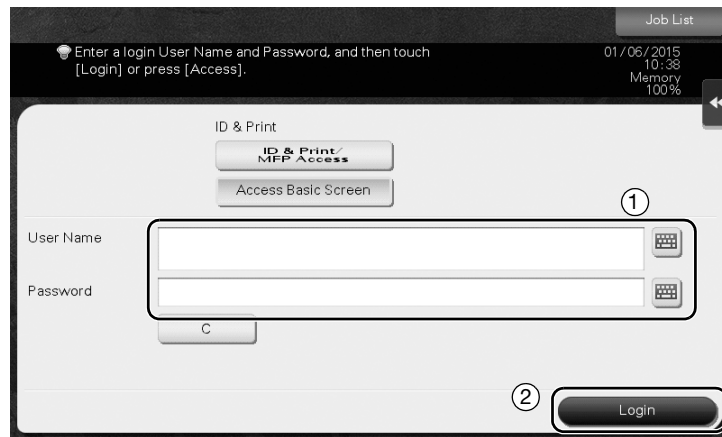 Job List
Enter a login User Name and Password, and then touch
[Login] or press [Access].
01/06/2015
10:38
Memory
100%
ID & Print
ID & Print/
MFP Access
Access Basic Screen
①
User Name
Password
C
②
Login